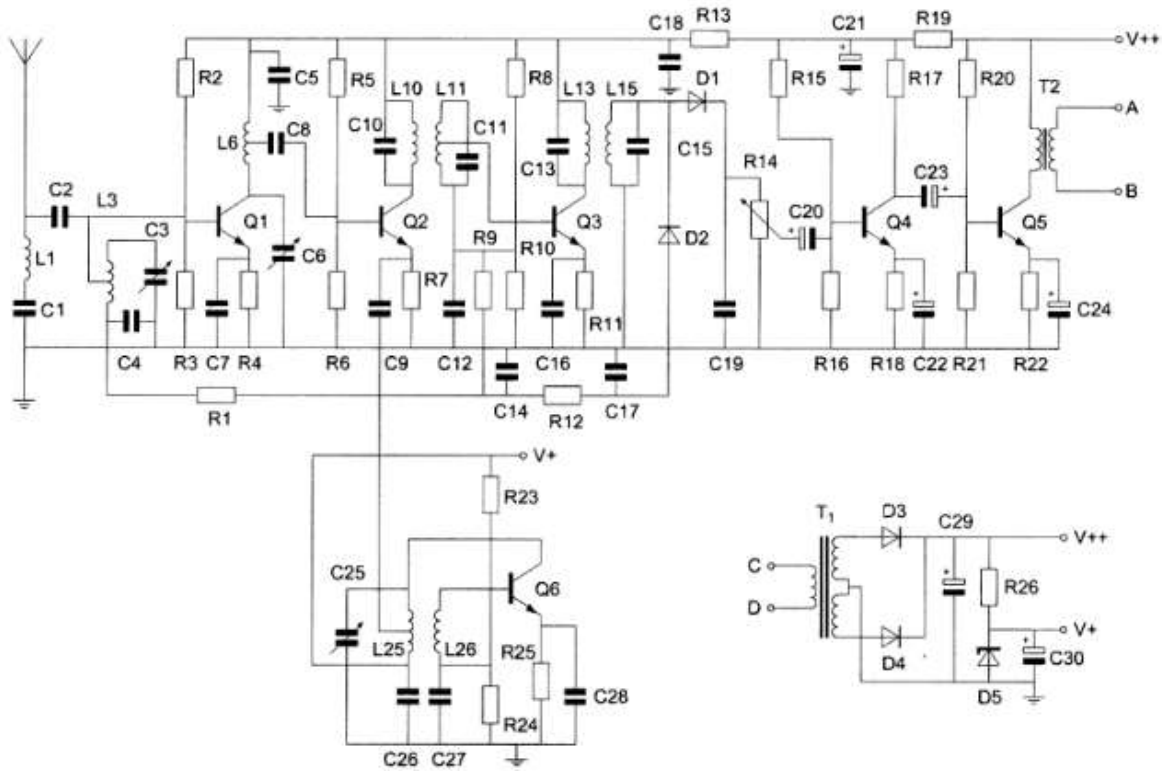 C18 R13 C21 R19
V++
R2 C5 R5 L10 L11 R8 L13 L15 D1 R15 R17 R20 T2
C8 C10 C11 A
L6 C13 C15
C2 R14 C23 B
L3 C3 Q1 Q2 Q3 C20 Q4 Q5
L1 C6 R9 R10 D2
C1 R7 R11 C24
C4 R3 C7 R4 R6 C9 C12 C16 C19 R16 R18 C22 R21 R22
R1 C14 R12 C17
V+
R23
T1 D3 C29 V++
C25 Q6 C
R26
D
L25 L26 R25 V+
D4 C30
C28 D5
R24
C26 C27